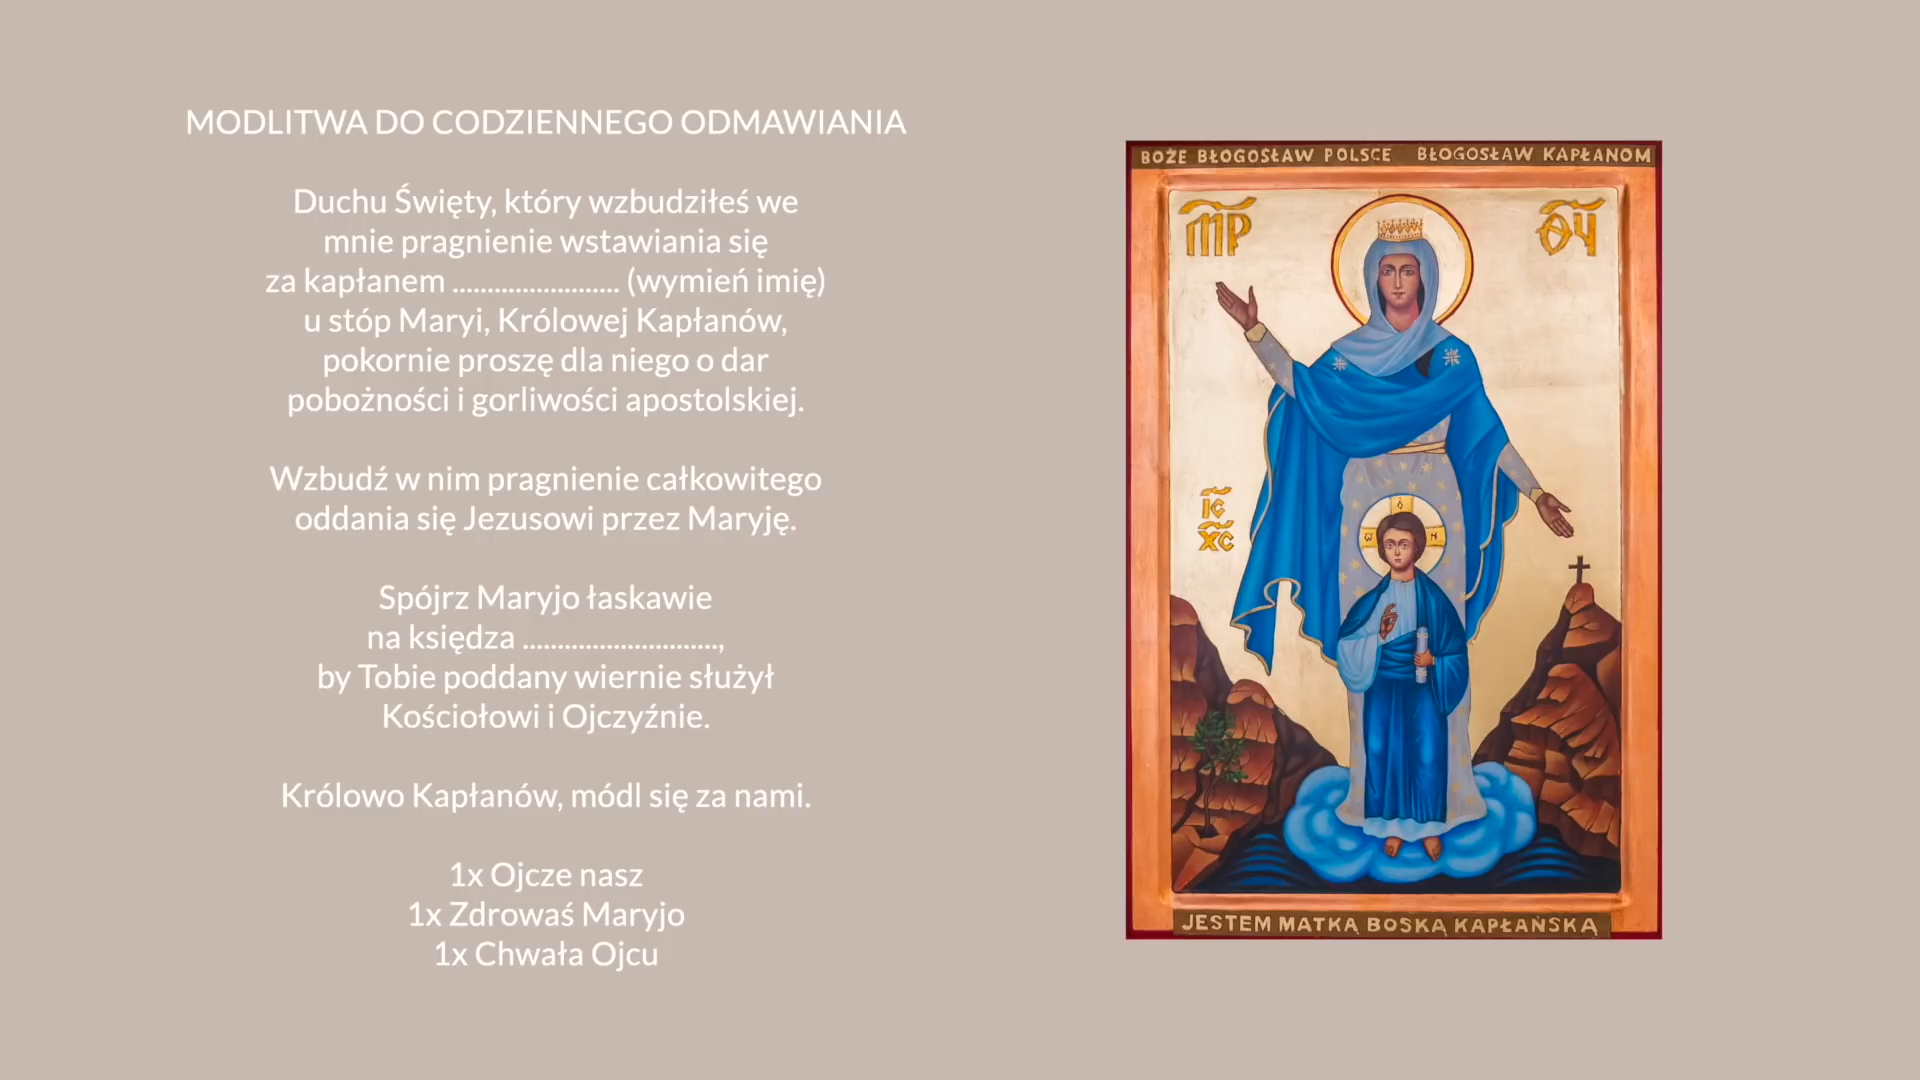 MODLITWA DO CODZIENNEGO ODMAWIANIA
Duchu Święty, który wzbudziłeś we
mnie pragnienie wstawiania się
za kapłanem ........................ (wymień imię)
u stóp Maryi, Królowej Kapłanów,
pokornie proszę dla niego o dar
pobożności i gorliwości apostolskiej.
Wzbudź w nim pragnienie całkowitego
oddania się Jezusowi przez Maryję.
Spójrz Maryjo łaskawie
na księdza ............................,
by Tobie poddany wiernie służył
Kościołowi i Ojczyźnie.
Królowo Kapłanów, módl się za nami.
1x Ojcze nasz
1x Zdrowaś Maryjo
1x Chwała Ojcu
BOŻE BŁOGOSŁAW POLSCE BŁOGOSŁAW KAPŁANOM
MP ΘΥ
IC
XC
JESTEM MATKĄ BOSKĄ KAPŁAŃSKĄ